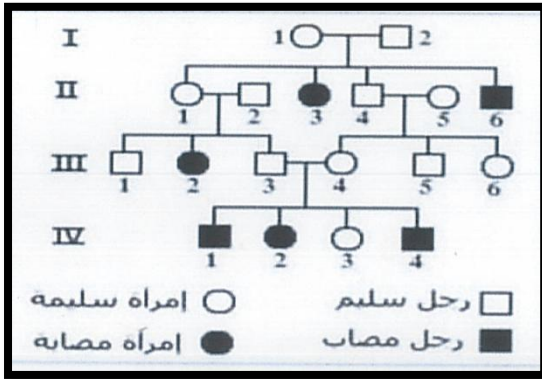 I 1 2
II 1 2 3 4 5 6
III 1 2 3 4 5 6
IV 1 2 3 4
رجل سليم إمرأة سليمة
رجل مصاب إمرأة مصابة